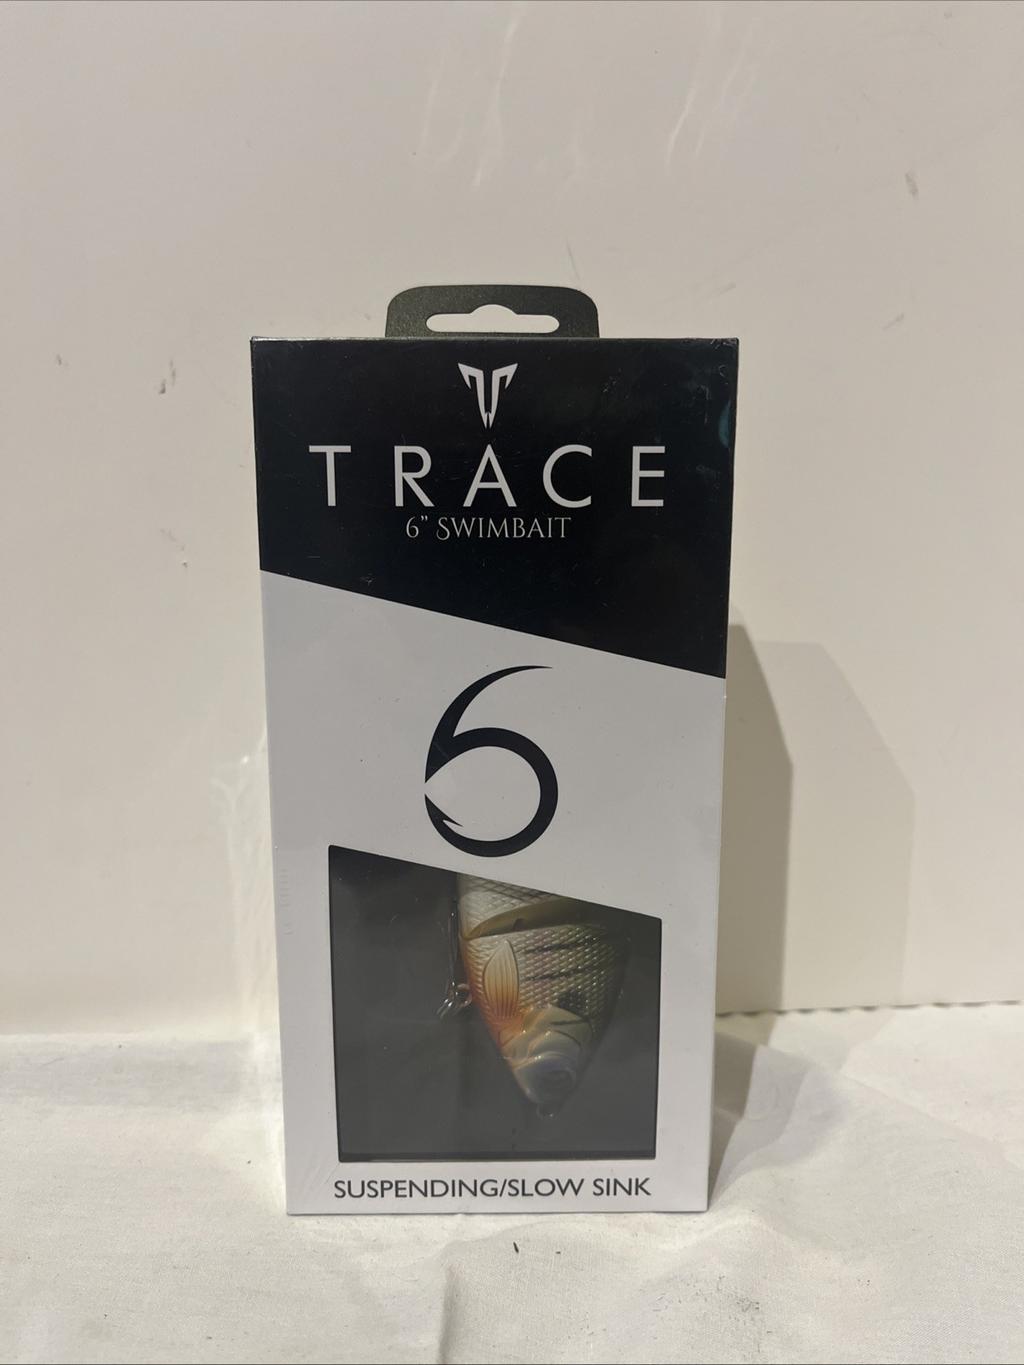 TRACE
6" SWIMBAIT
6
SUSPENDING/SLOW SINK